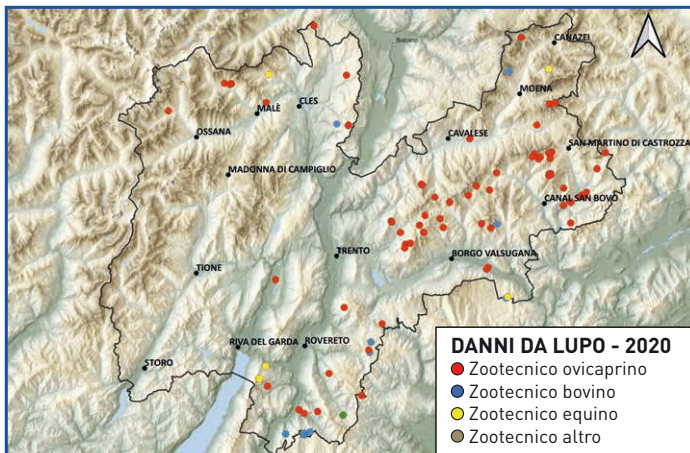 CANAZEI
MOENA
CLES
MALÈ
OSSANA
CAVALESE
SAN MARTINO DI CASTROZZA
MADONNA DI CAMPIGLIO
CANAL SAN BOVO
TRENTO
BORGO VALSUGANA
TIONE
RIVA DEL GARDA
ROVERETO
STORO
DANNI DA LUPO - 2020
Zootecnico ovicaprino
Zootecnico bovino
Zootecnico equino
Zootecnico altro